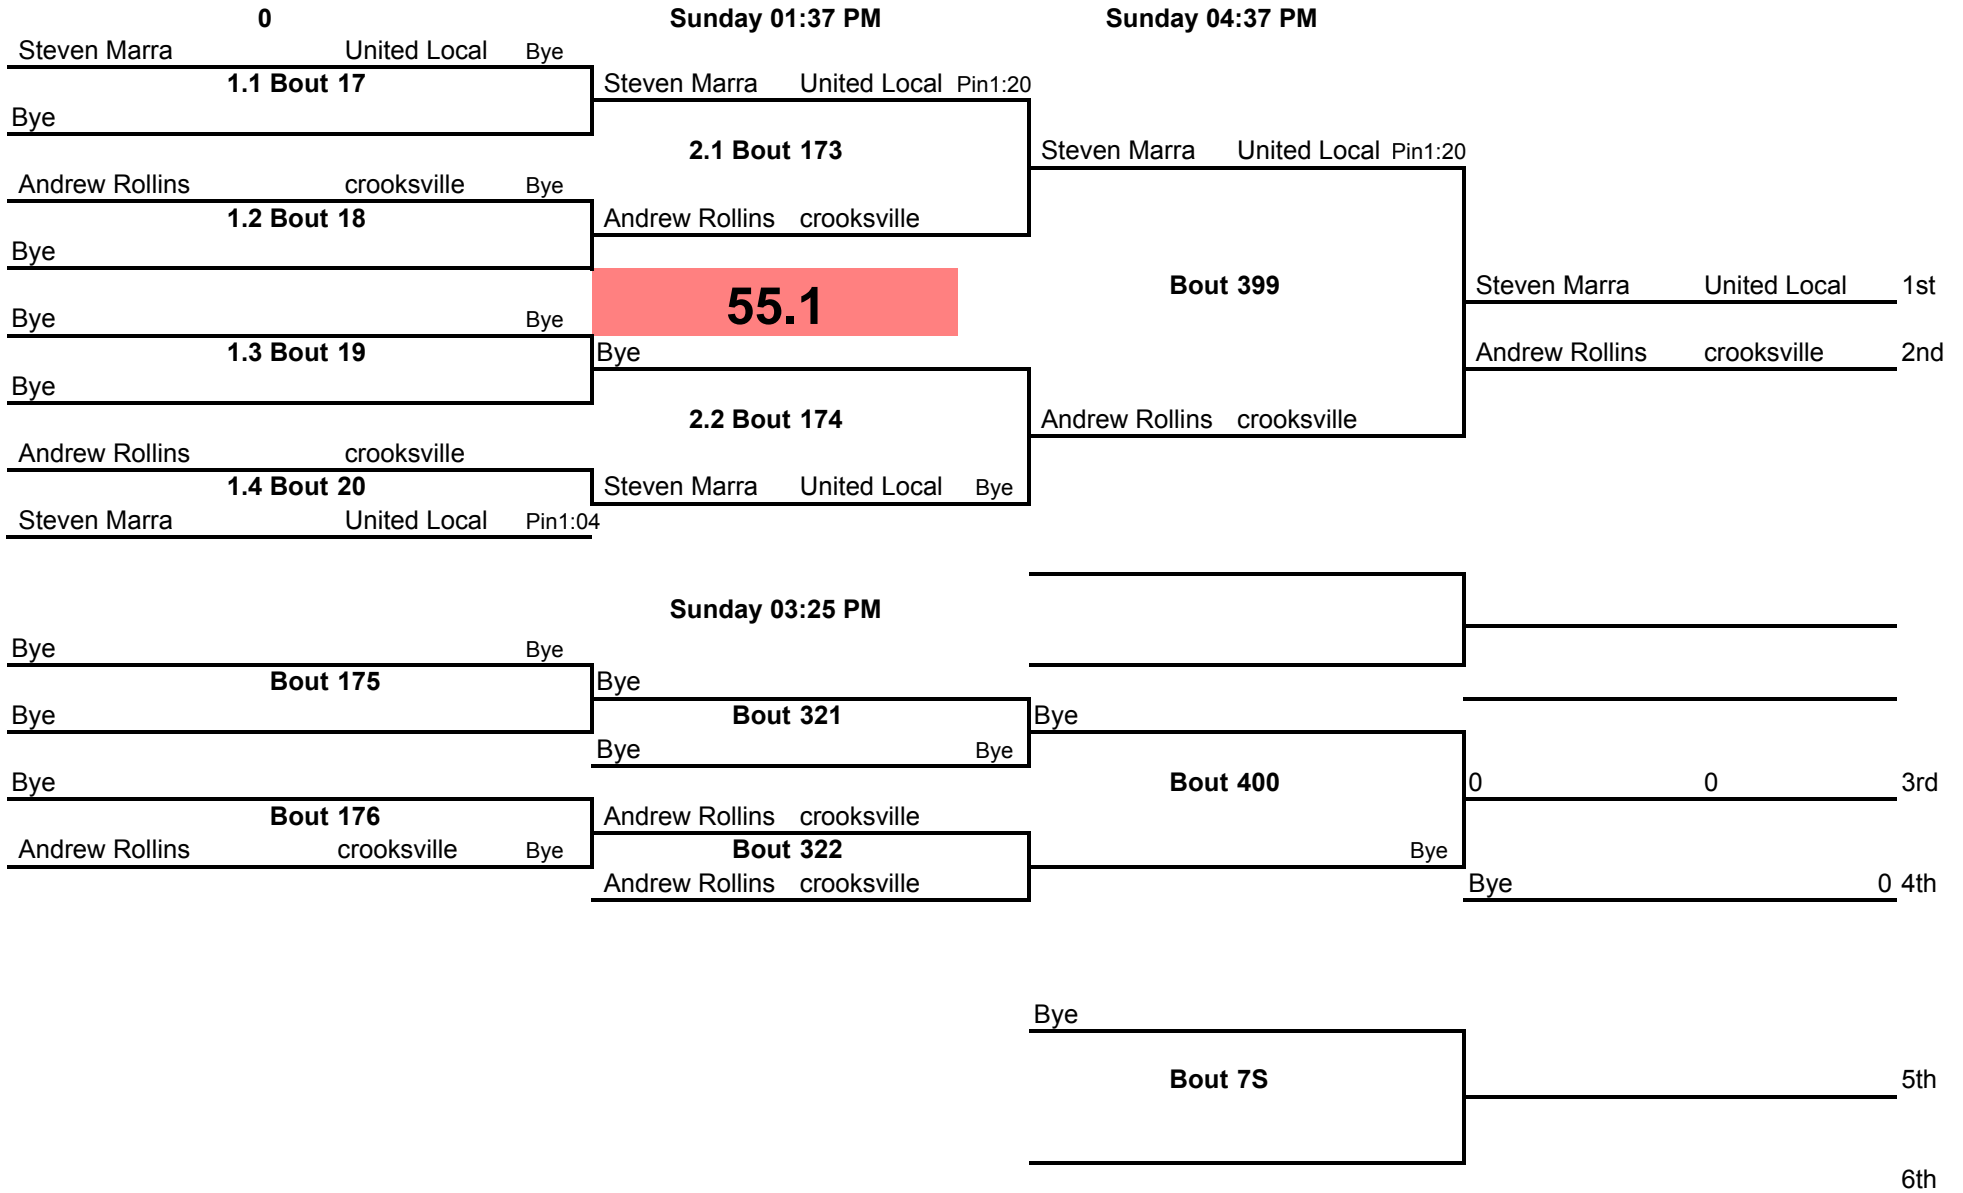 0 Sunday 01:37 PM Sunday 04:37 PM
Steven Marra United Local Bye
1.1 Bout 17 Steven Marra United Local Pin1:20
Bye
2.1 Bout 173 Steven Marra United Local Pin1:20
Andrew Rollins crooksville Bye
1.2 Bout 18 Andrew Rollins crooksville
Bye
55.1 Bout 399 Steven Marra United Local 1st
Bye Bye
1.3 Bout 19 Bye Andrew Rollins crooksville 2nd
Bye
2.2 Bout 174 Andrew Rollins crooksville
Andrew Rollins crooksville
1.4 Bout 20 Steven Marra United Local Bye
Steven Marra United Local Pin1:04
Sunday 03:25 PM
Bye Bye
Bout 175 Bye
Bye Bout 321 Bye
Bye Bye
Bye Bout 400 0 0 3rd
Bout 176 Andrew Rollins crooksville
Andrew Rollins crooksville Bye Bout 322 Bye
Andrew Rollins crooksville Bye 0 4th
Bye
Bout 7S 5th
6th